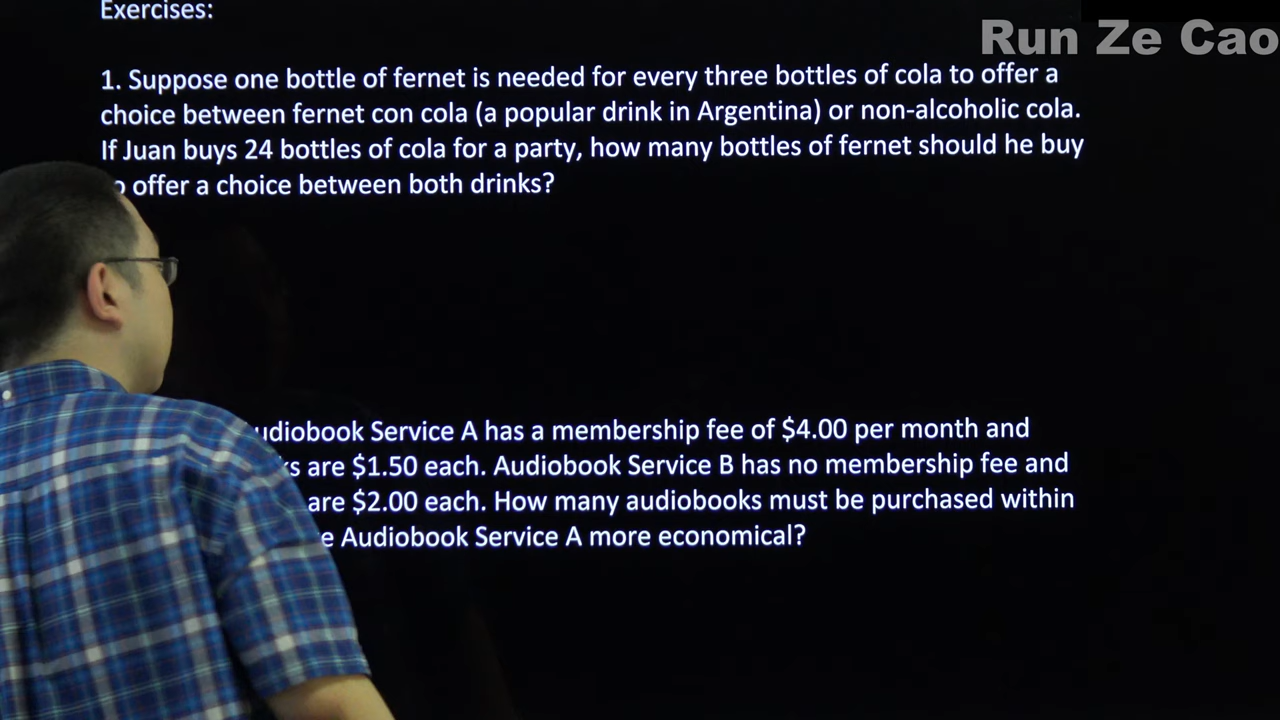 Exercises:
Run Ze Cao
1. Suppose one bottle of fernet is needed for every three bottles of cola to offer a
choice between fernet con cola (a popular drink in Argentina) or non-alcoholic cola.
If Juan buys 24 bottles of cola for a party, how many bottles of fernet should he buy
offer a choice between both drinks?
Audiobook Service A has a membership fee of $4.00 per month and
are $1.50 each. Audiobook Service B has no membership fee and
are $2.00 each. How many audiobooks must be purchased within
Audiobook Service A more economical?